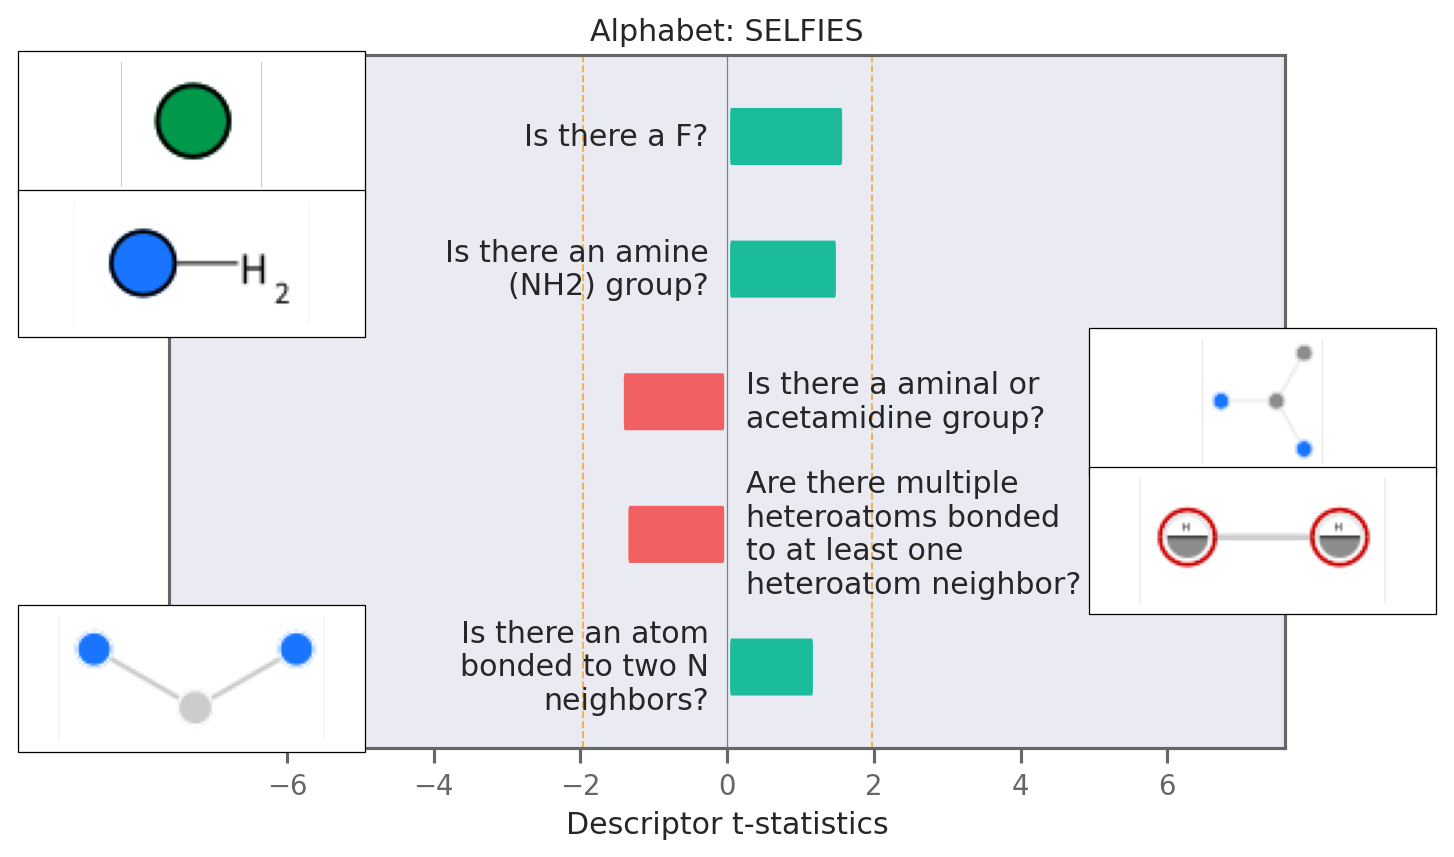 Alphabet: SELFIES
Is there a F?
H
2
Is there an amine
(NH2) group?
Is there a aminal or
acetamidine group?
Are there multiple
heteroatoms bonded
to at least one
heteroatom neighbor?
H
H
Is there an atom
bonded to two N
neighbors?
−6
−4
−2
0
2
4
6
Descriptor t-statistics